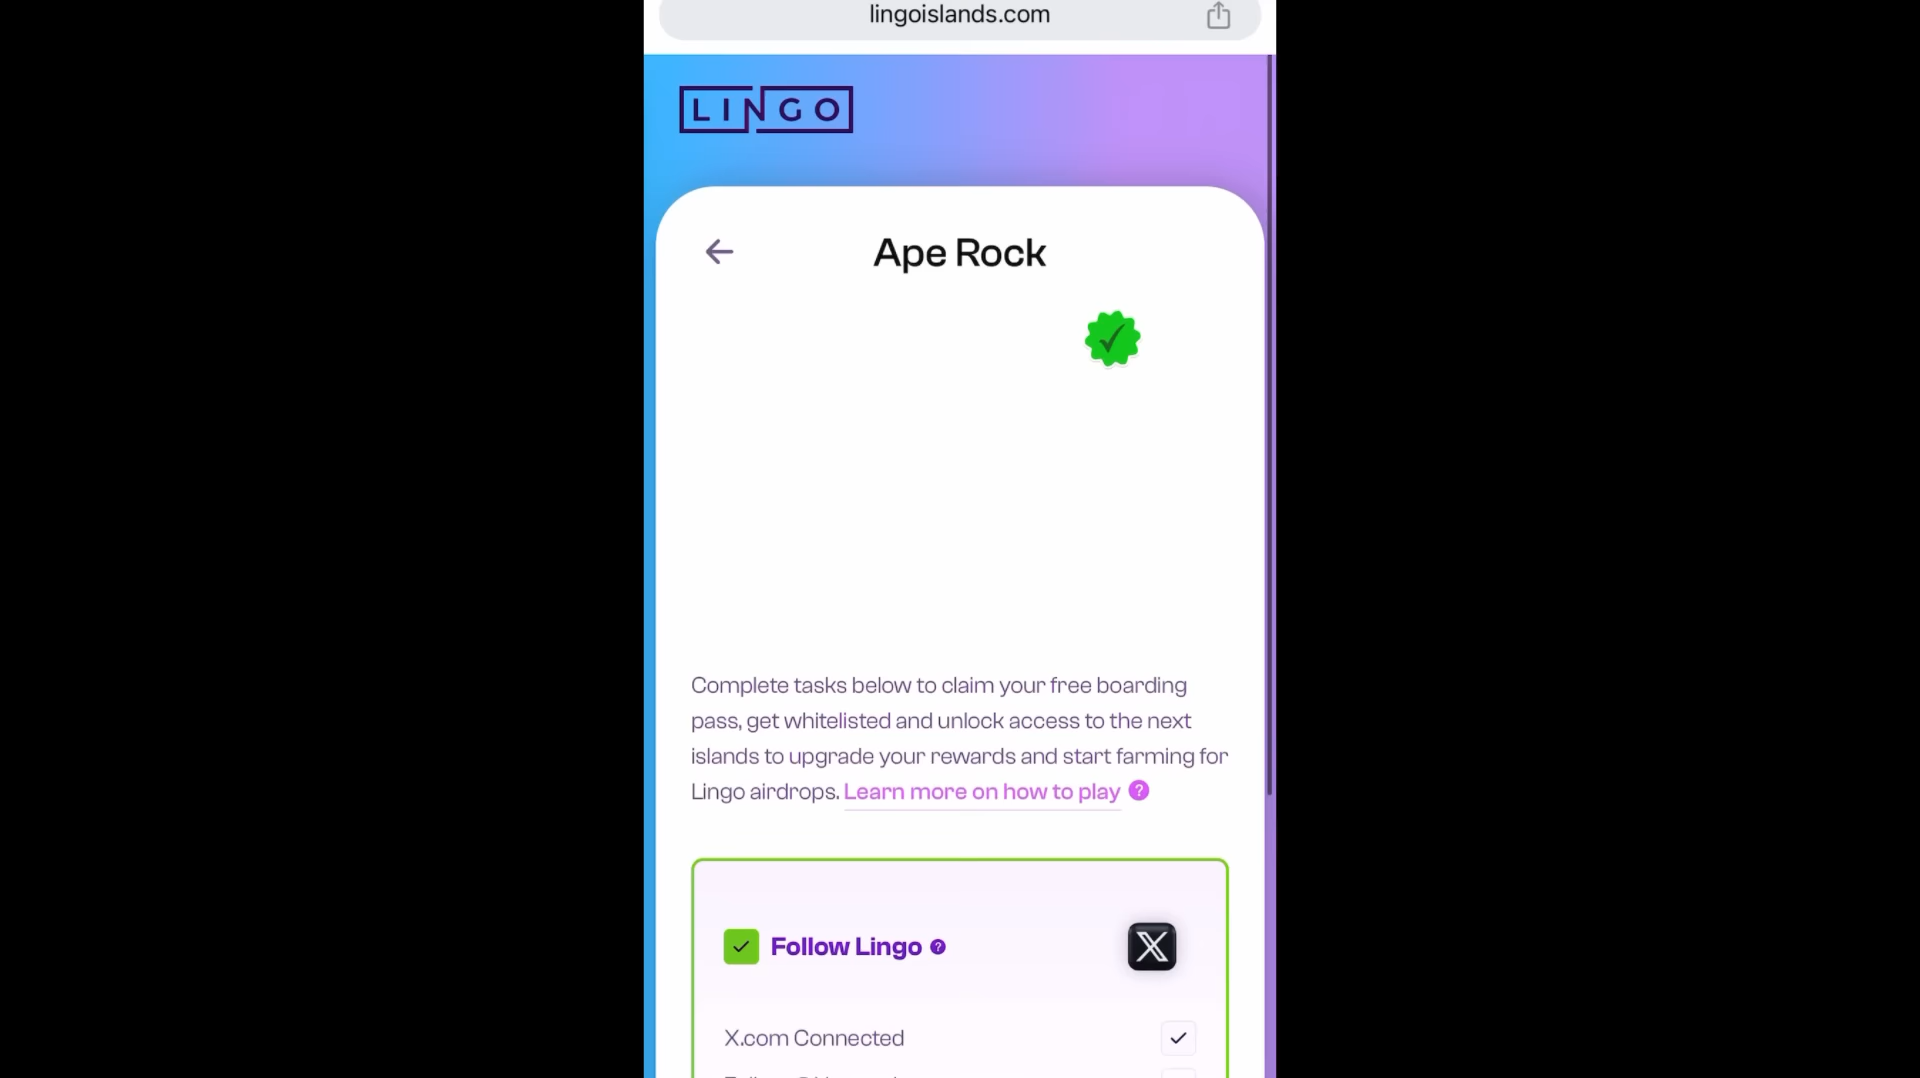 lingoislands.com
LINGO
Ape Rock
Complete tasks below to claim your free boarding
pass, get whitelisted and unlock access to the next
islands to upgrade your rewards and start farming for
Lingo airdrops. Learn more on how to play ?
Follow Lingo ?
X.com Connected